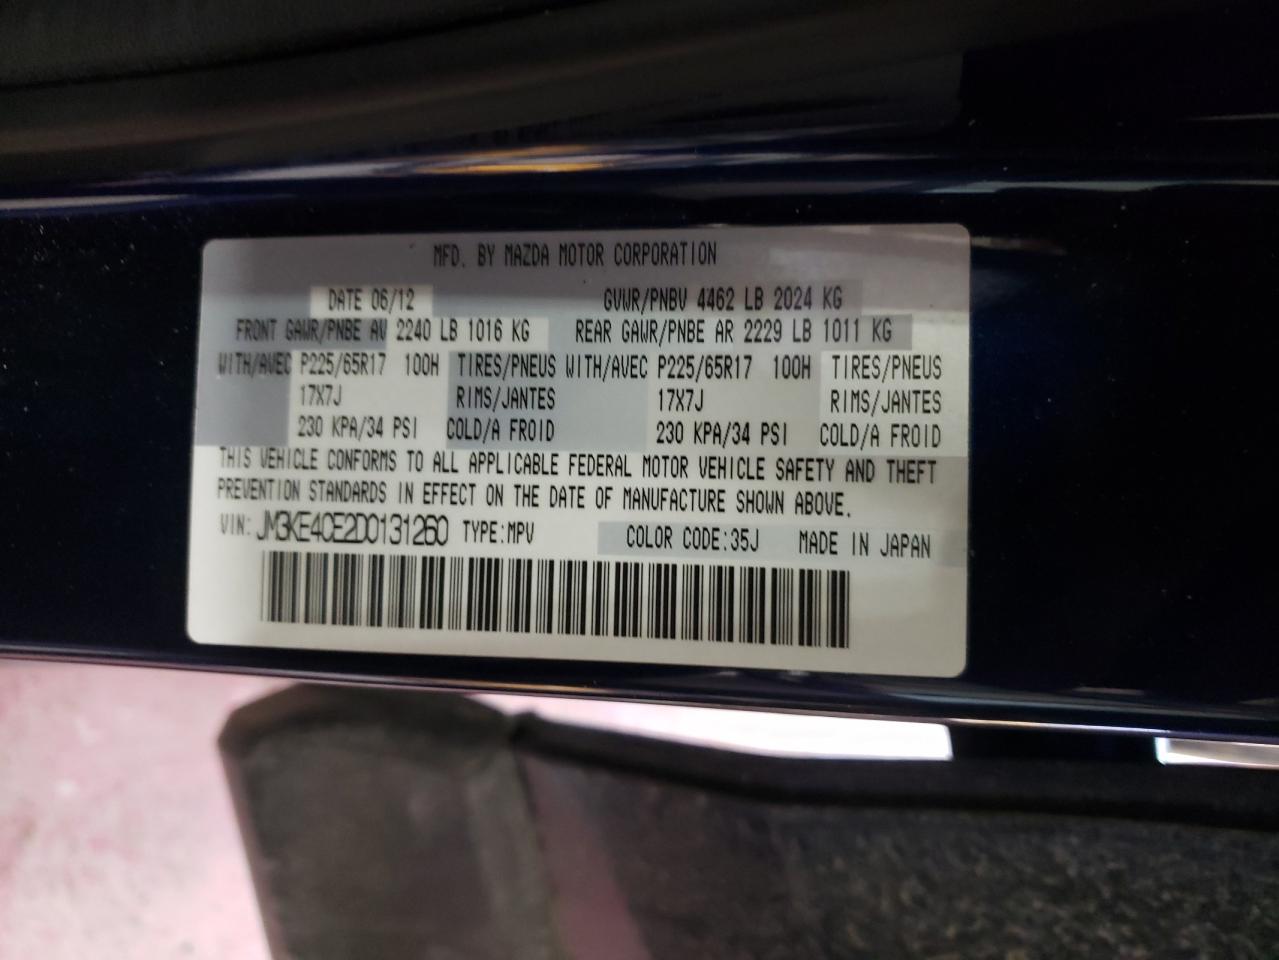 MFD. BY MAZDA MOTOR CORPORATION
DATE 06/12 GVWR/PNBV 4462 LB 2024 KG
FRONT GAWR/PNBE AV 2240 LB 1016 KG REAR GAWR/PNBE AR 2229 LB 1011 KG
WITH/AVEC P225/65R17 100H TIRES/PNEUS WITH/AVEC P225/65R17 100H TIRES/PNEUS
17X7J RIMS/JANTES 17X7J RIMS/JANTES
230 KPA/34 PSI COLD/A FROID 230 KPA/34 PSI COLD/A FROID
THIS VEHICLE CONFORMS TO ALL APPLICABLE FEDERAL MOTOR VEHICLE SAFETY AND THEFT
PREVENTION STANDARDS IN EFFECT ON THE DATE OF MANUFACTURE SHOWN ABOVE.
VIN: JM3KE4CE2D0131260 TYPE:MPV COLOR CODE:35J MADE IN JAPAN